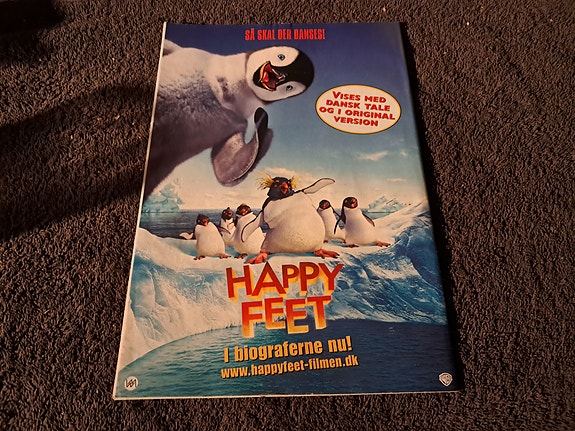 SÅ SKAL DER DANSES!
VISES MED
DANSK TALE
OG I ORIGINAL
VERSION
HAPPY
FEET
I biograferne nu!
www.happyfeet-filmen.dk